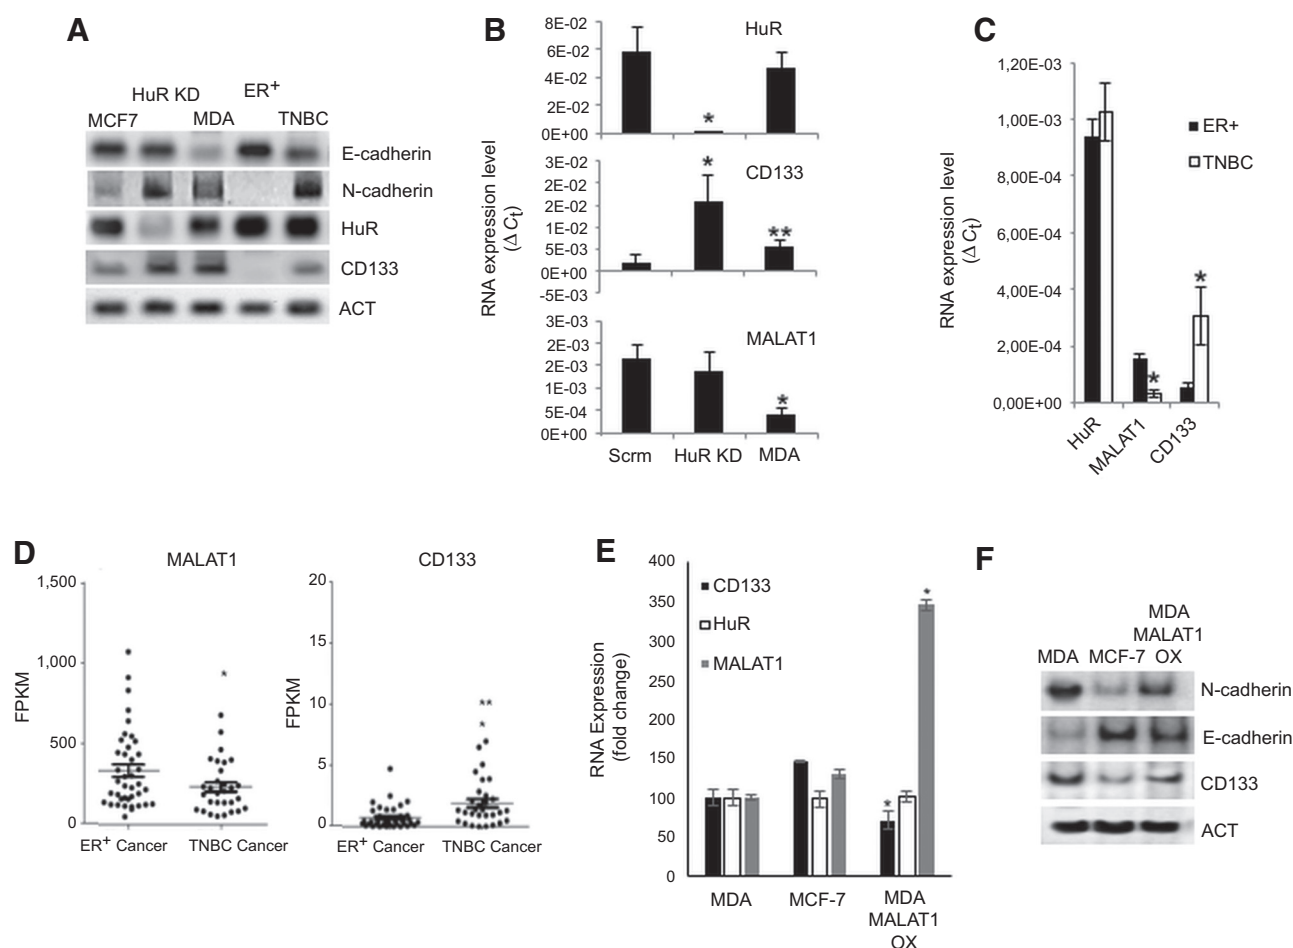 A
HuR KD
ER+
MCF7
MDA
TNBC
E-cadherin
N-cadherin
HuR
CD133
ACT
B
RNA expression level
(Δ Ct)
8E-02
6E-02
4E-02
2E-02
0E+00
HuR
*
3E-02
2E-02
2E-02
1E-02
5E-03
0E+00
-5E-03
CD133
*
**
3E-03
2E-03
2E-03
1E-03
5E-04
0E+00
MALAT1
*
Scrm
HuR KD
MDA
C
RNA expression level
(Δ Ct)
1,20E-03
1,00E-03
8,00E-04
6,00E-04
4,00E-04
2,00E-04
0,00E+00
ER+
TNBC
*
*
HuR
MALAT1
CD133
D
MALAT1
FPKM
1,500
1,000
500
0
*
ER+ Cancer
TNBC Cancer
CD133
FPKM
20
15
10
5
0
**
*
ER+ Cancer
TNBC Cancer
E
RNA Expression
(fold change)
400
350
300
250
200
150
100
50
0
CD133
HuR
MALAT1
*
*
MDA
MCF-7
MDA
MALAT1
OX
F
MDA
MALAT1
MDA MCF-7 OX
N-cadherin
E-cadherin
CD133
ACT